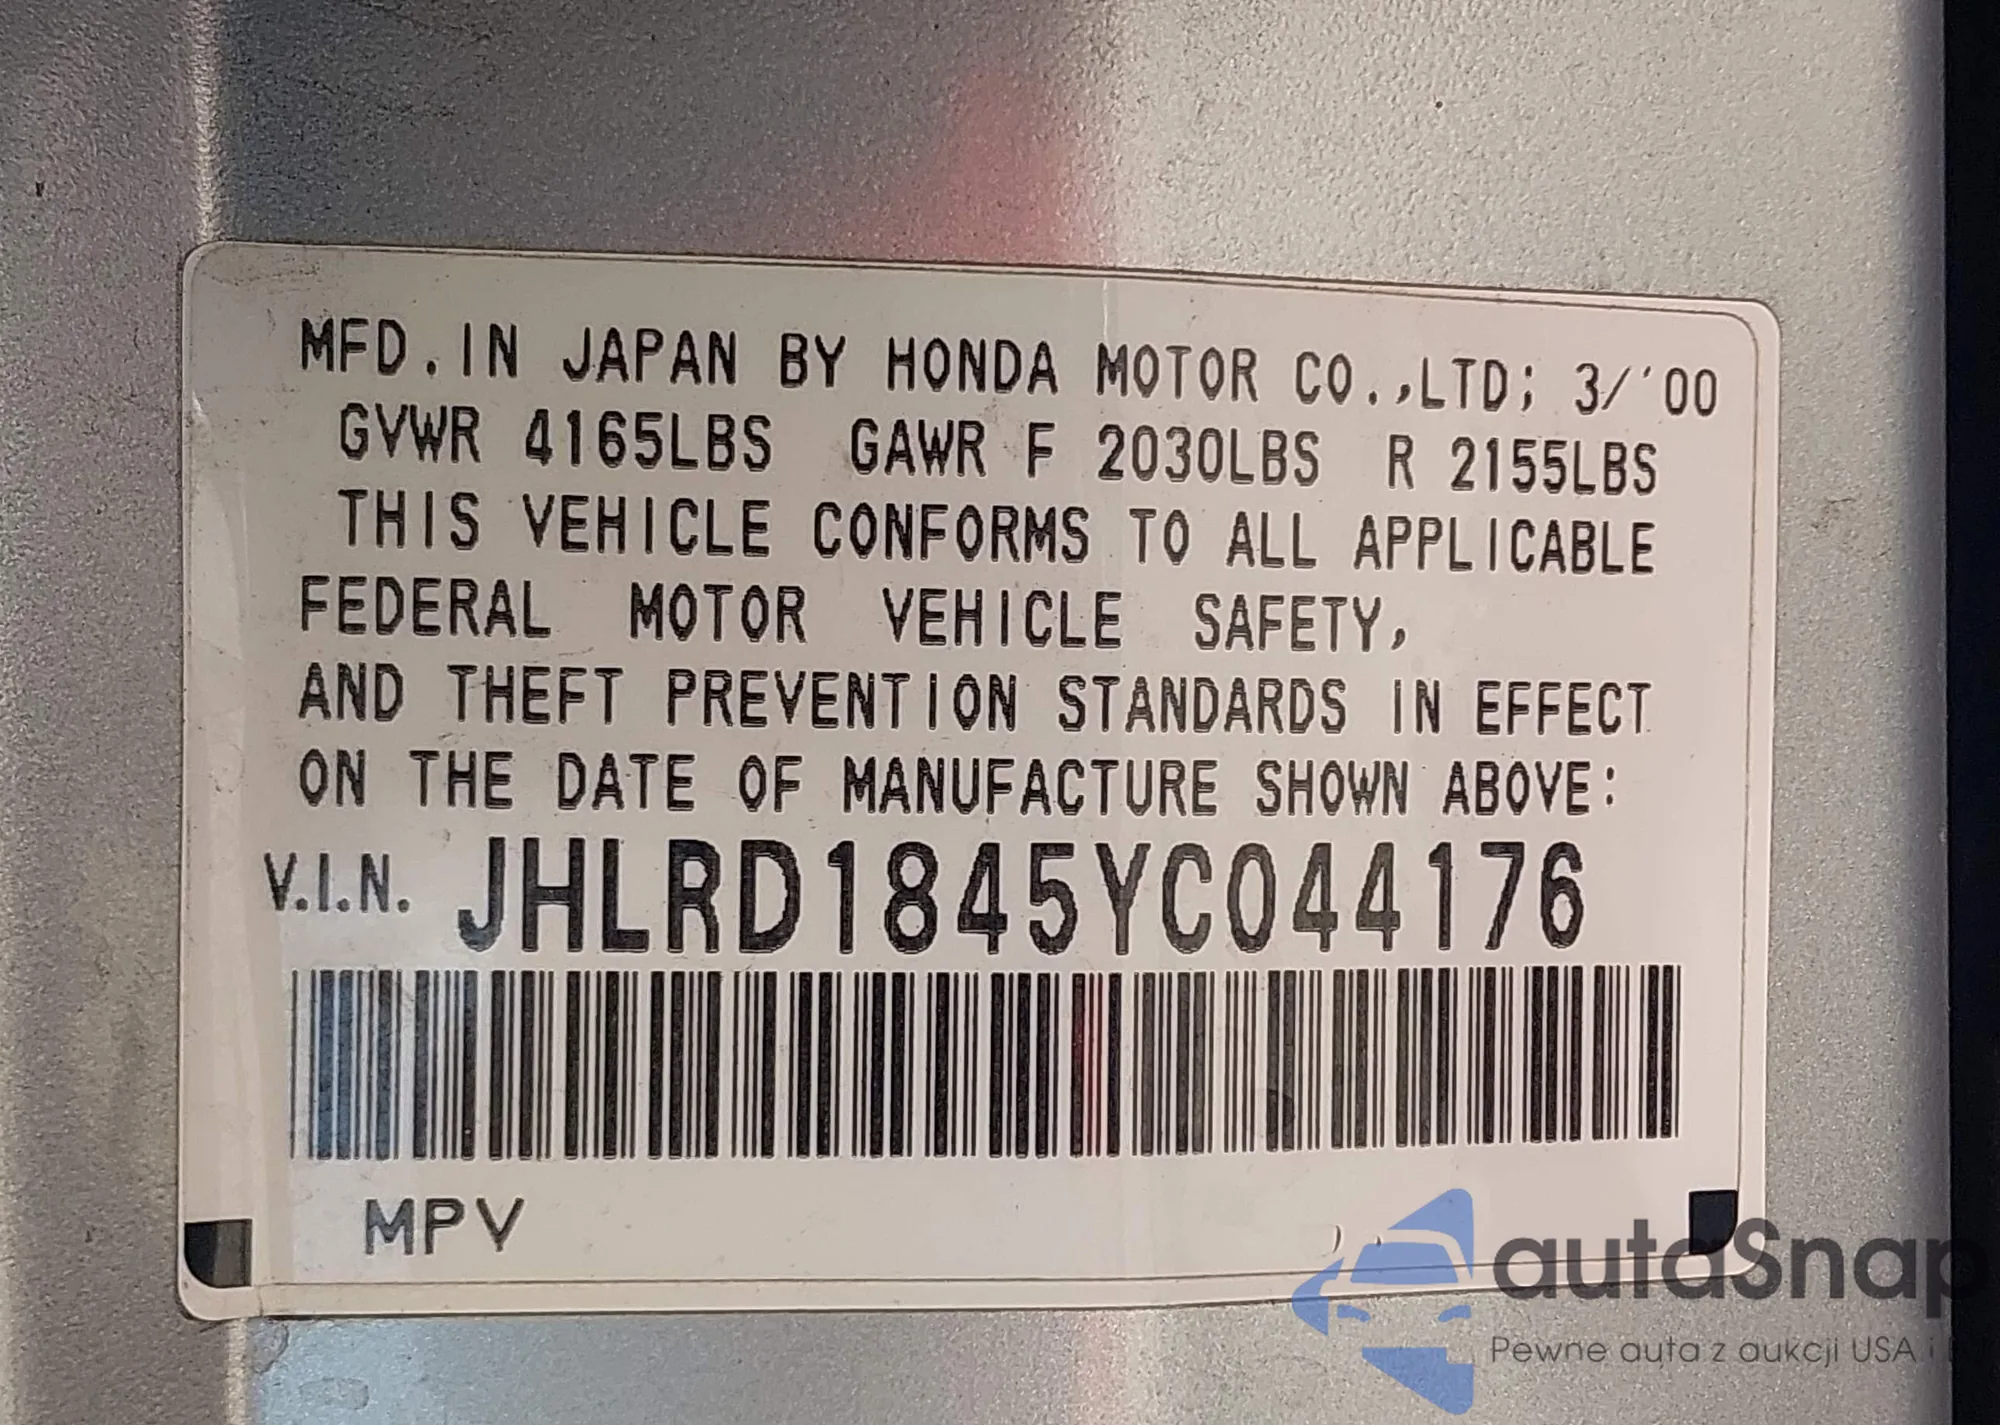 MFD. IN JAPAN BY HONDA MOTOR CO.,LTD; 3/'00
GVWR 4165LBS GAWR F 2030LBS R 2155LBS
THIS VEHICLE CONFORMS TO ALL APPLICABLE
FEDERAL MOTOR VEHICLE SAFETY,
AND THEFT PREVENTION STANDARDS IN EFFECT
ON THE DATE OF MANUFACTURE SHOWN ABOVE:
V.I.N. JHLRD1845YC044176
MPV
autaSnap
Pewne auta z aukcji USA i